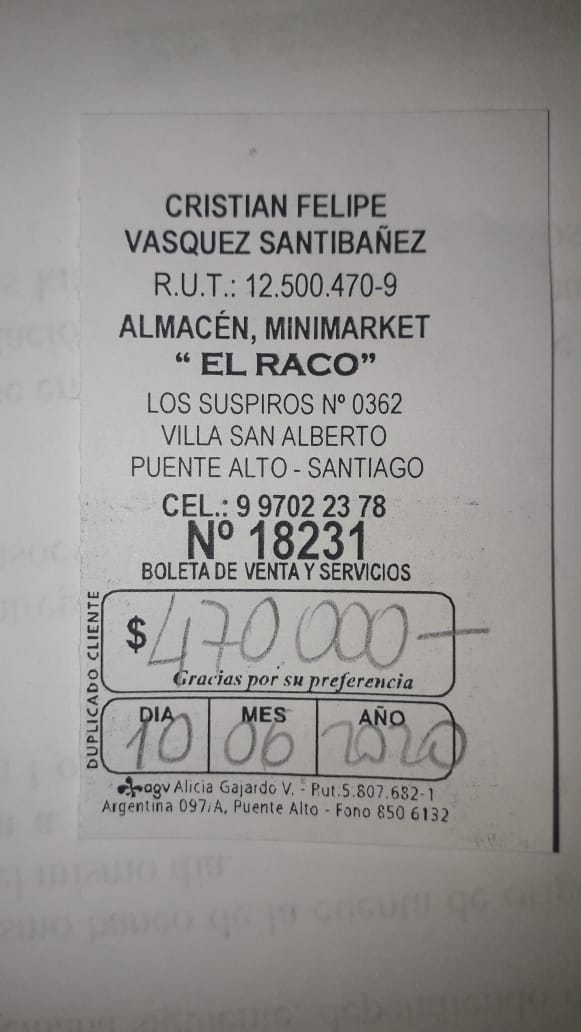 CRISTIAN FELIPE
VASQUEZ SANTIBAÑEZ
R.U.T.: 12.500.470-9
ALMACÉN, MINIMARKET
“ EL RACO”
LOS SUSPIROS Nº 0362
VILLA SAN ALBERTO
PUENTE ALTO - SANTIAGO
CEL.: 9 9702 23 78
Nº 18231
BOLETA DE VENTA Y SERVICIOS
DUPLICADO CLIENTE
$ 470.000—
Gracias por su preferencia
DIA MES AÑO
10 06 2020
agv Alicia Gajardo V. - Rut.5.807.682-1
Argentina 097/A, Puente Alto - Fono 850 6132